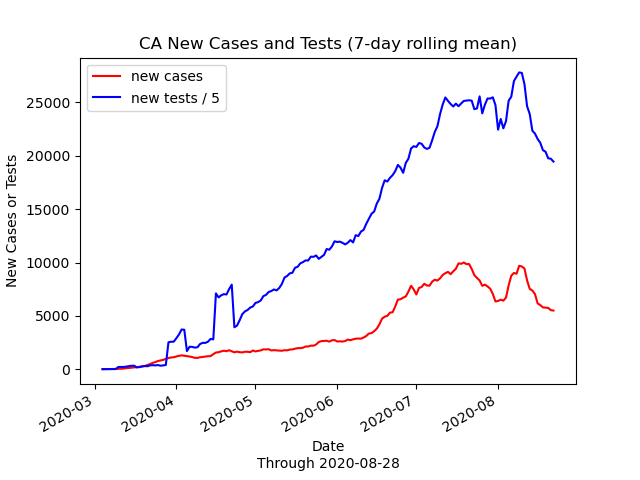 CA New Cases and Tests (7-day rolling mean)
new cases
new tests / 5
25000
20000
15000
10000
5000
0
New Cases or Tests
2020-03
2020-04
2020-05
2020-06
2020-07
2020-08
Date
Through 2020-08-28